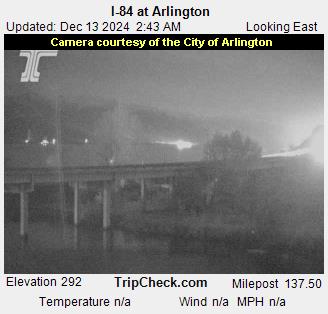 I-84 at Arlington
Updated: Dec 13 2024 2:43 AM Looking East
Camera courtesy of the City of Arlington
Elevation 292 TripCheck.com Milepost 137.50
Temperature n/a Wind n/a MPH n/a